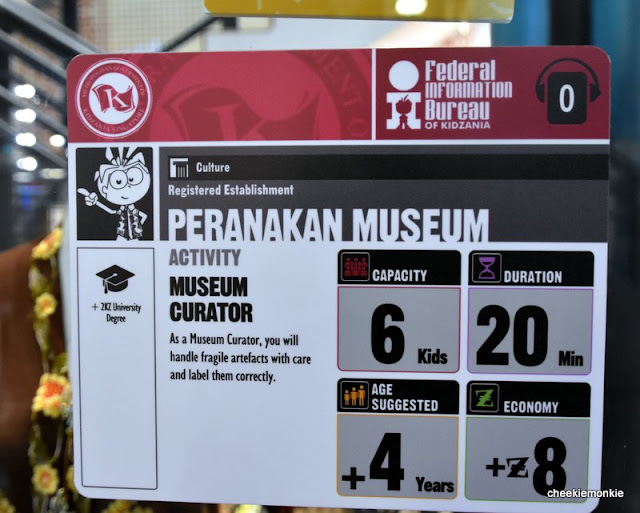 K
Federal
INFORMATION
Bureau
OF KIDZANIA
0
Culture
Registered Establishment
PERANAKAN MUSEUM
+ 2KZ University
Degree
ACTIVITY
MUSEUM
CURATOR
As a Museum Curator, you will
handle fragile artefacts with care
and label them correctly.
CAPACITY
6 Kids
DURATION
20 Min
AGE
SUGGESTED
+4 Years
ECONOMY
+Z8
cheekiemonkie